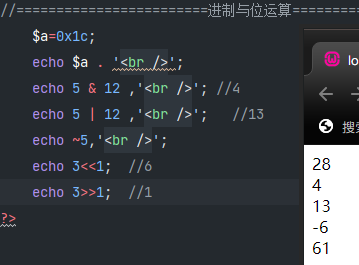 //========================进制与位运算==========
$a=0x1c;
echo $a . '<br />';
echo 5 & 12 ,'<br />'; //4
echo 5 | 12 ,'<br />';   //13
echo ~5,'<br />';
echo 3<<1;  //6
echo 3>>1;  //1
?>
lo
搜索
28
4
13
-6
61